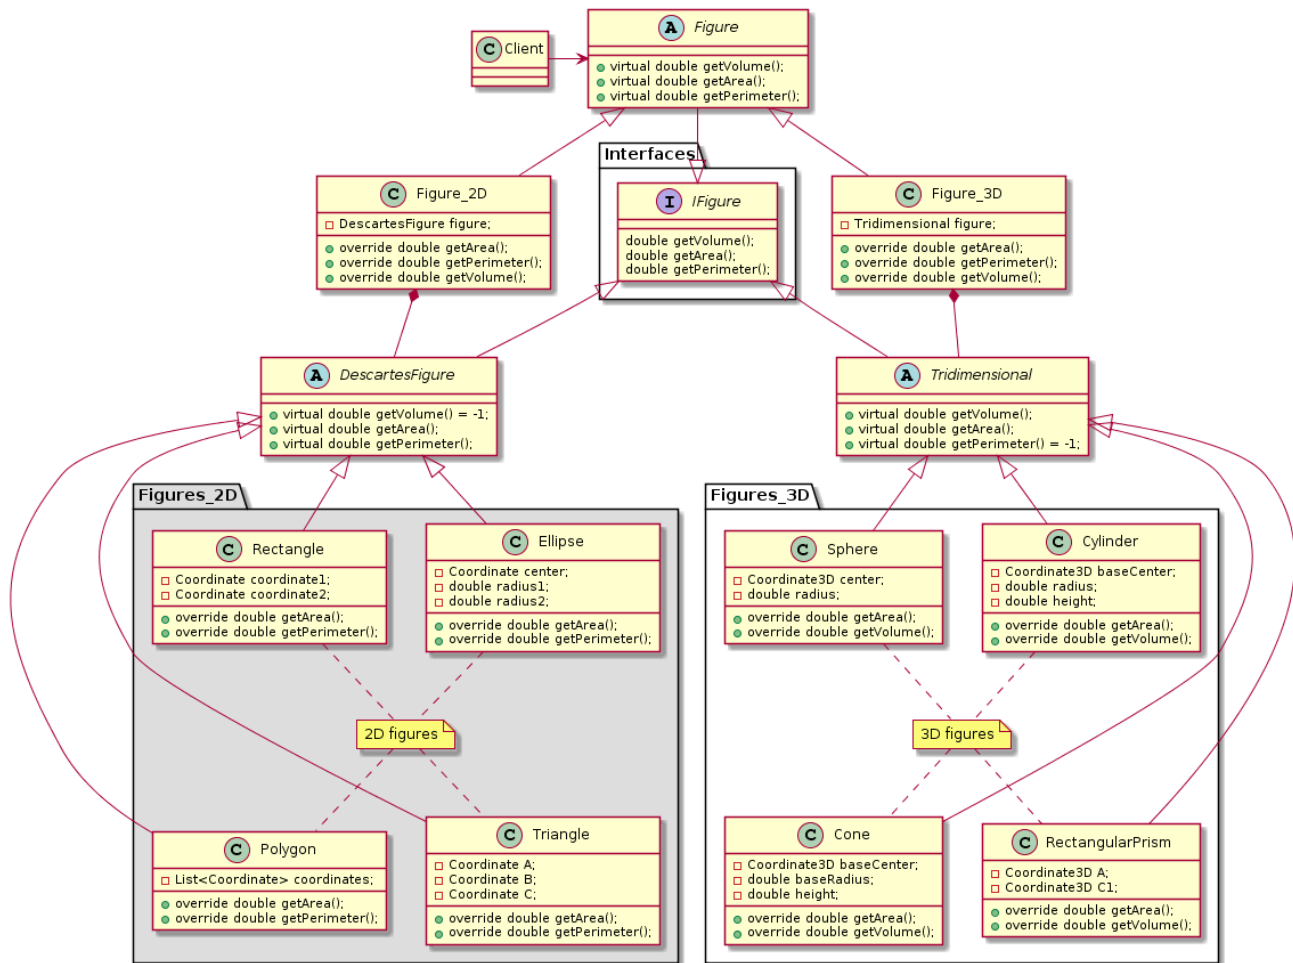 A Figure
virtual double getVolume();
virtual double getArea();
virtual double getPerimeter();
C Client
Interfaces
C Figure_2D
DescartesFigure figure;
override double getArea();
override double getPerimeter();
override double getVolume();
I IFigure
double getVolume();
double getArea();
double getPerimeter();
C Figure_3D
Tridimensional figure;
override double getArea();
override double getPerimeter();
override double getVolume();
A DescartesFigure
virtual double getVolume() = -1;
virtual double getArea();
virtual double getPerimeter();
A Tridimensional
virtual double getVolume();
virtual double getArea();
virtual double getPerimeter() = -1;
Figures_2D
C Rectangle
Coordinate coordinate1;
Coordinate coordinate2;
override double getArea();
override double getPerimeter();
C Ellipse
Coordinate center;
double radius1;
double radius2;
override double getArea();
override double getPerimeter();
2D figures
C Polygon
List<Coordinate> coordinates;
override double getArea();
override double getPerimeter();
C Triangle
Coordinate A;
Coordinate B;
Coordinate C;
override double getArea();
override double getPerimeter();
Figures_3D
C Sphere
Coordinate3D center;
double radius;
override double getArea();
override double getVolume();
C Cylinder
Coordinate3D baseCenter;
double radius;
double height;
override double getArea();
override double getVolume();
3D figures
C Cone
Coordinate3D baseCenter;
double baseRadius;
double height;
override double getArea();
override double getVolume();
C RectangularPrism
Coordinate3D A;
Coordinate3D C1;
override double getArea();
override double getVolume();